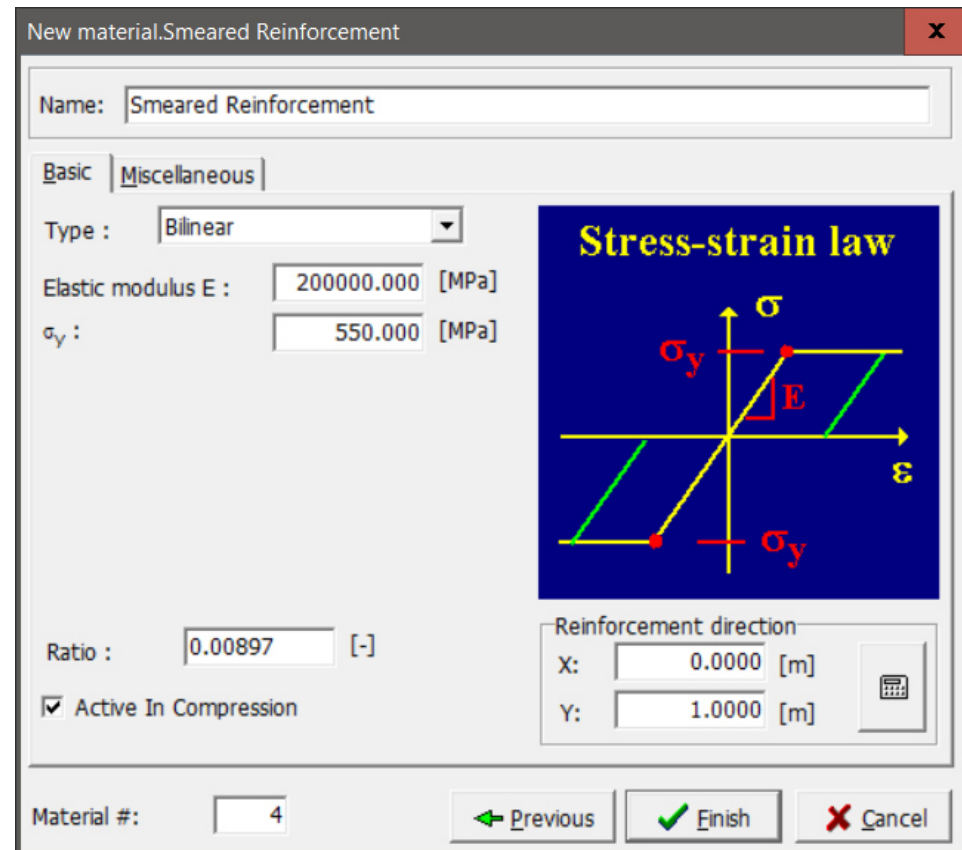 New material.Smeared Reinforcement
x
Name: Smeared Reinforcement
Basic Miscellaneous
Type : Bilinear
Elastic modulus E : 200000.000 [MPa]
σy : 550.000 [MPa]
Stress-strain law
σ
σy
E
ε
σy
Ratio : 0.00897 [-]
Active In Compression
Reinforcement direction
X: 0.0000 [m]
Y: 1.0000 [m]
Material #: 4
Previous Finish Cancel